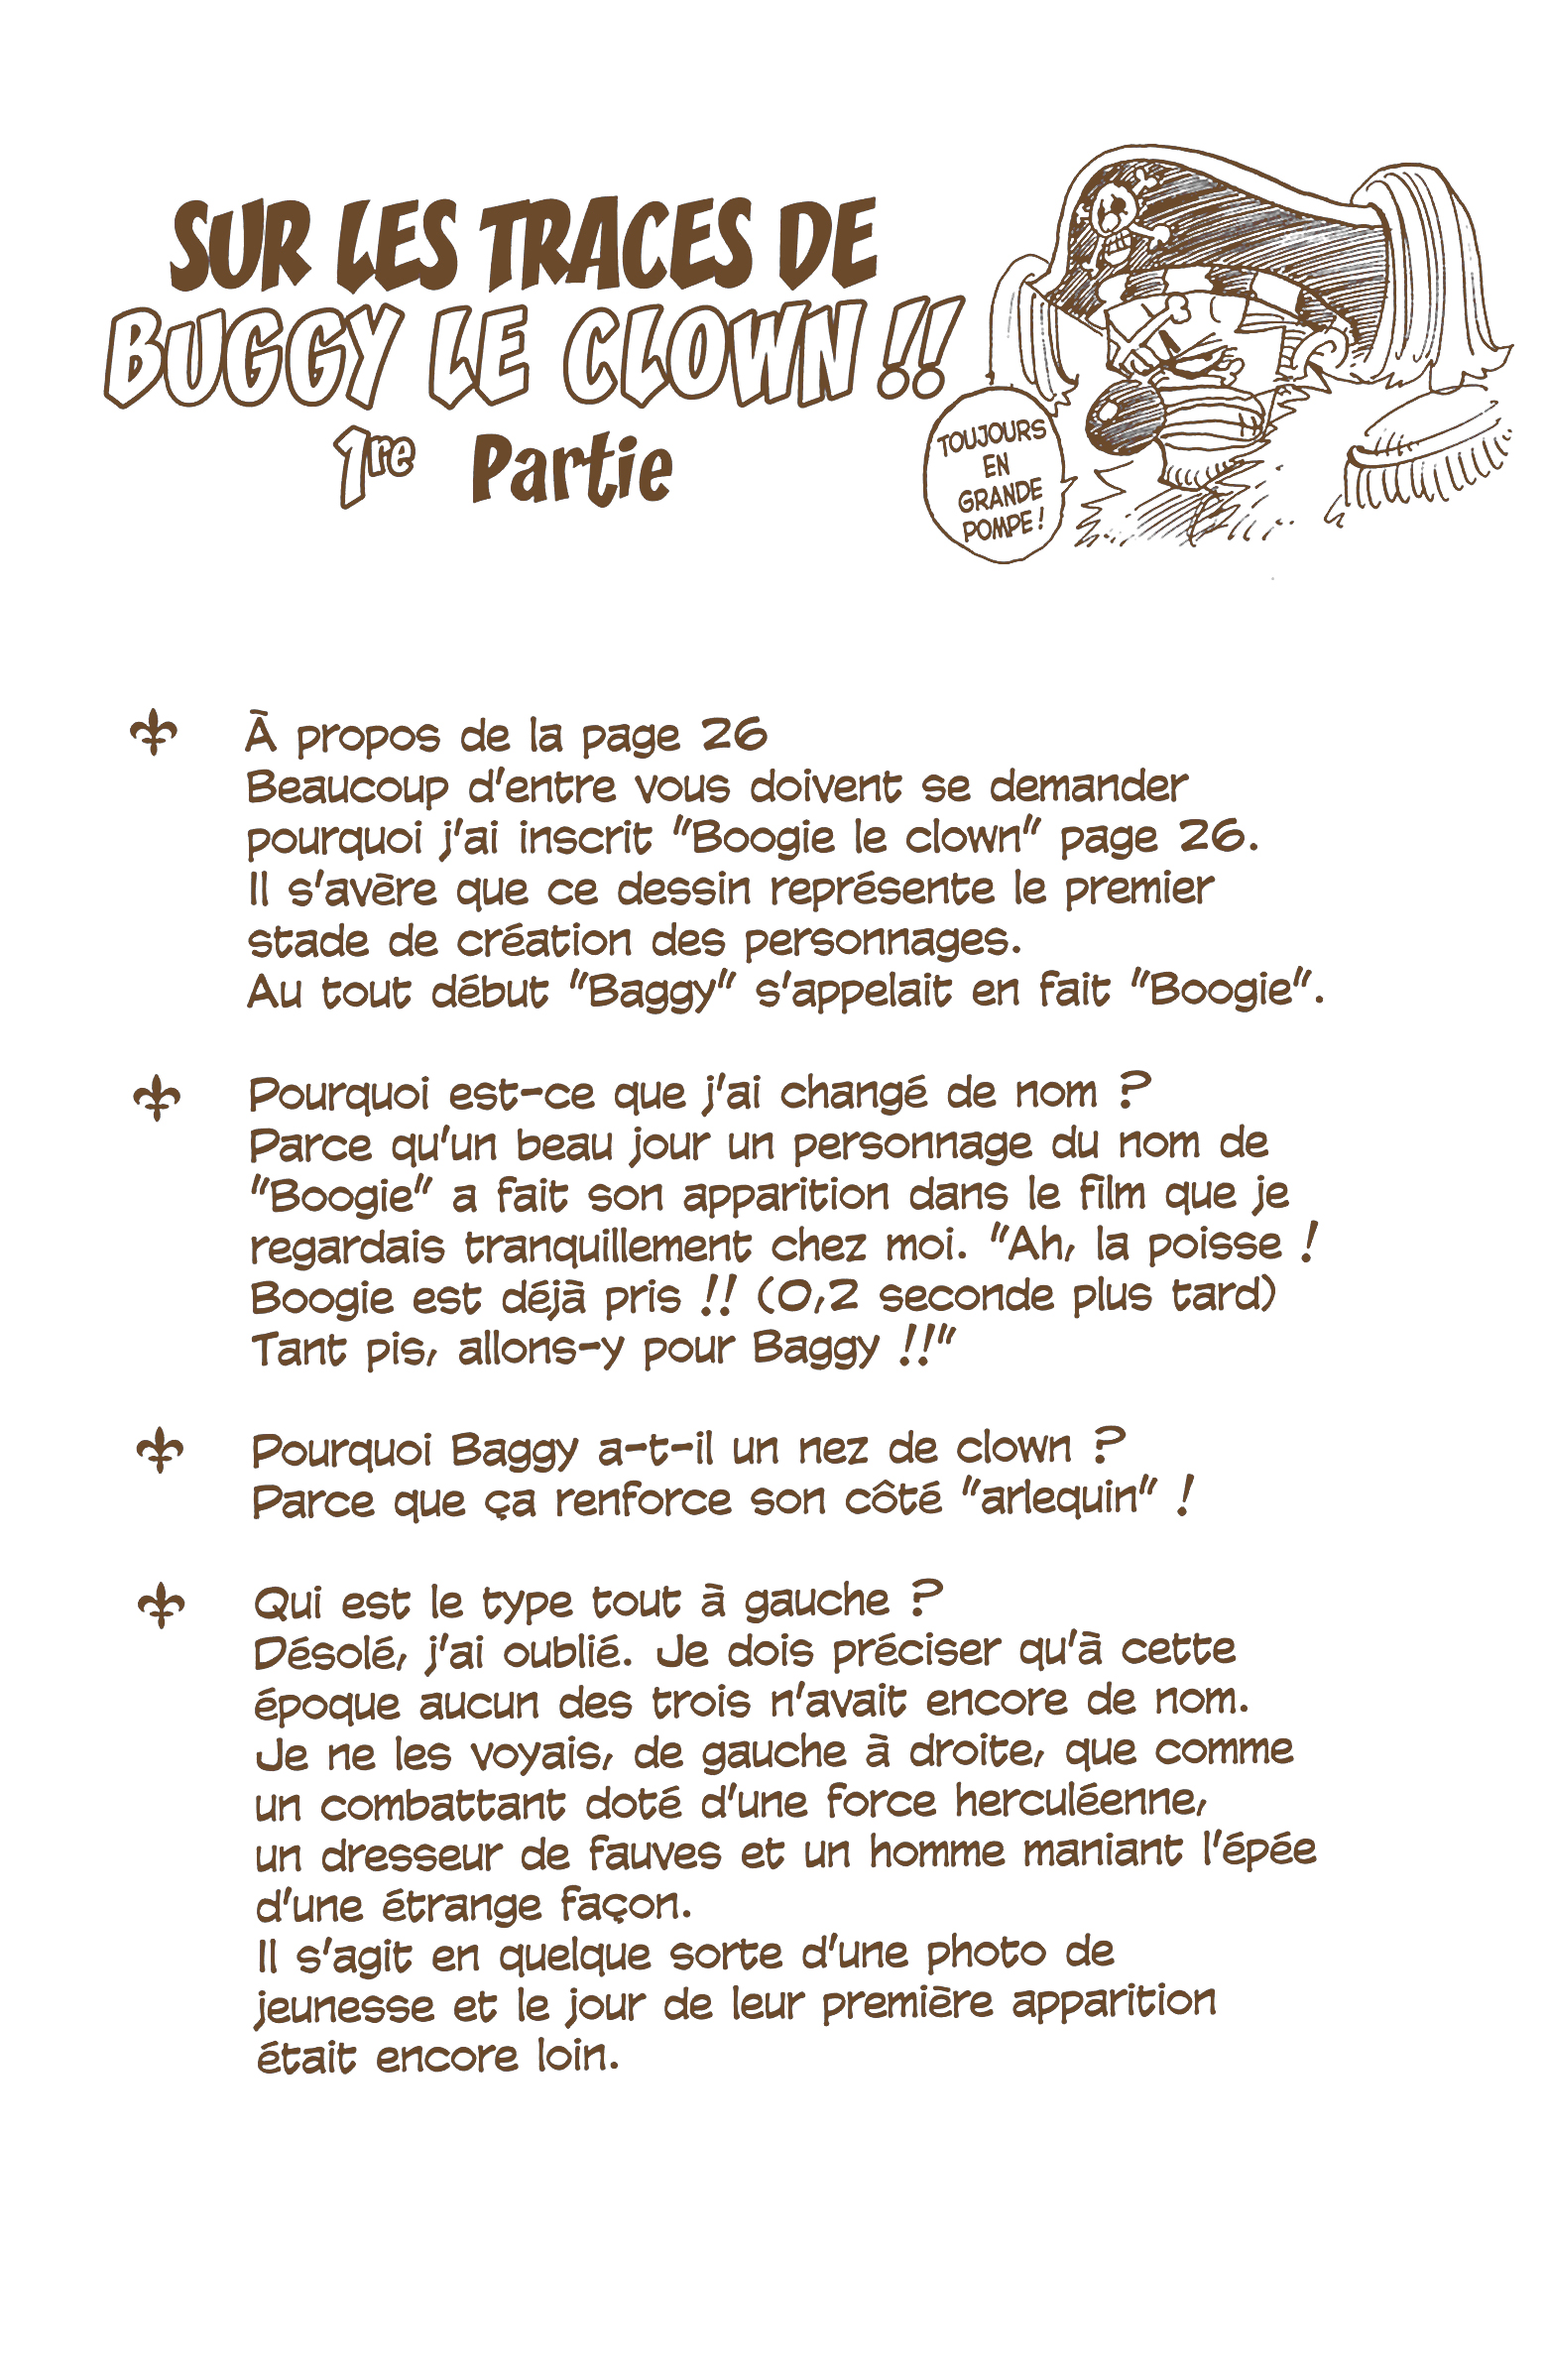 SUR LES TRACES DE
BUGGY LE CLOWN !!
1re Partie
TOUJOURS
EN
GRANDE
POMPE !
À propos de la page 26
Beaucoup d'entre vous doivent se demander
pourquoi j'ai inscrit "Boogie le clown" page 26.
Il s'avère que ce dessin représente le premier
stade de création des personnages.
Au tout début "Baggy" s'appelait en fait "Boogie".
Pourquoi est-ce que j'ai changé de nom ?
Parce qu'un beau jour un personnage du nom de
"Boogie" a fait son apparition dans le film que je
regardais tranquillement chez moi. "Ah, la poisse !
Boogie est déjà pris !! (0,2 seconde plus tard)
Tant pis, allons-y pour Baggy !!"
Pourquoi Baggy a-t-il un nez de clown ?
Parce que ça renforce son côté "arlequin" !
Qui est le type tout à gauche ?
Désolé, j'ai oublié. Je dois préciser qu'à cette
époque aucun des trois n'avait encore de nom.
Je ne les voyais, de gauche à droite, que comme
un combattant doté d'une force herculéenne,
un dresseur de fauves et un homme maniant l'épée
d'une étrange façon.
Il s'agit en quelque sorte d'une photo de
jeunesse et le jour de leur première apparition
était encore loin.